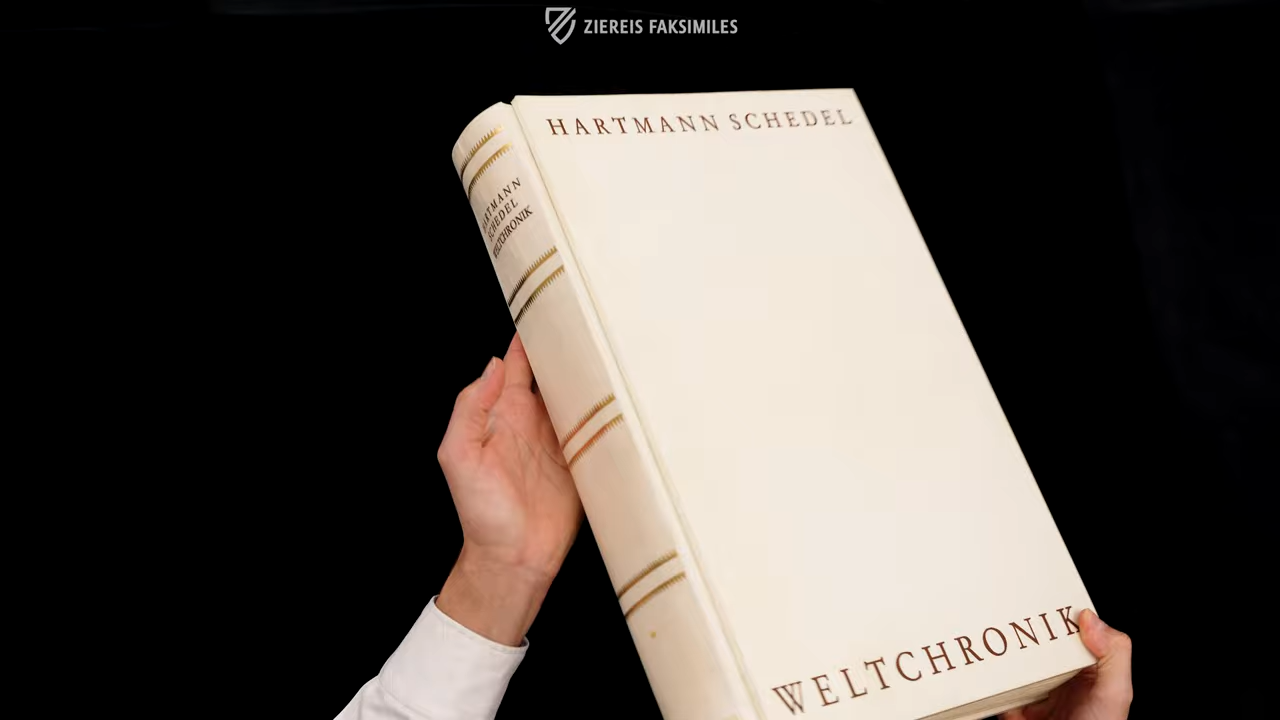 ZIEREIS FAKSIMILES
HARTMANN SCHEDEL
HARTMANN
SCHEDEL
WELTCHRONIK
WELTCHRONIK